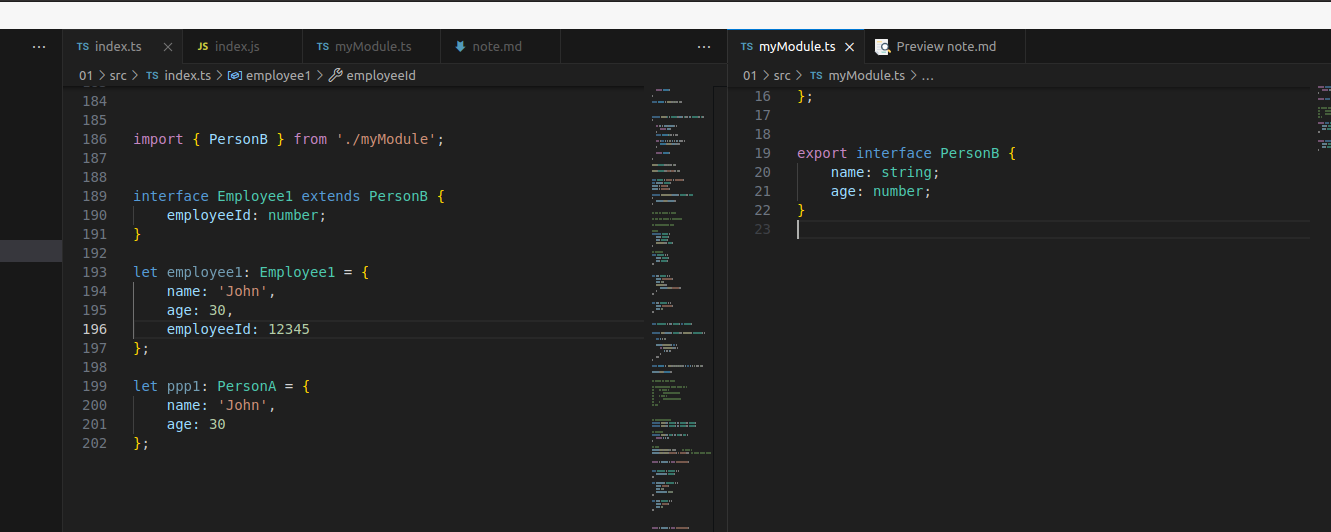 ... TS index.ts × JS index.js TS myModule.ts note.md ...
01 > src > TS index.ts > employee1 > employeeId
184
185
186 import { PersonB } from './myModule';
187
188
189 interface Employee1 extends PersonB {
190 employeeId: number;
191 }
192
193 let employee1: Employee1 = {
194 name: 'John',
195 age: 30,
196 employeeId: 12345
197 };
198
199 let ppp1: PersonA = {
200 name: 'John',
201 age: 30
202 };
TS myModule.ts × Preview note.md
01 > src > TS myModule.ts > ...
16 };
17
18
19 export interface PersonB {
20 name: string;
21 age: number;
22 }
23